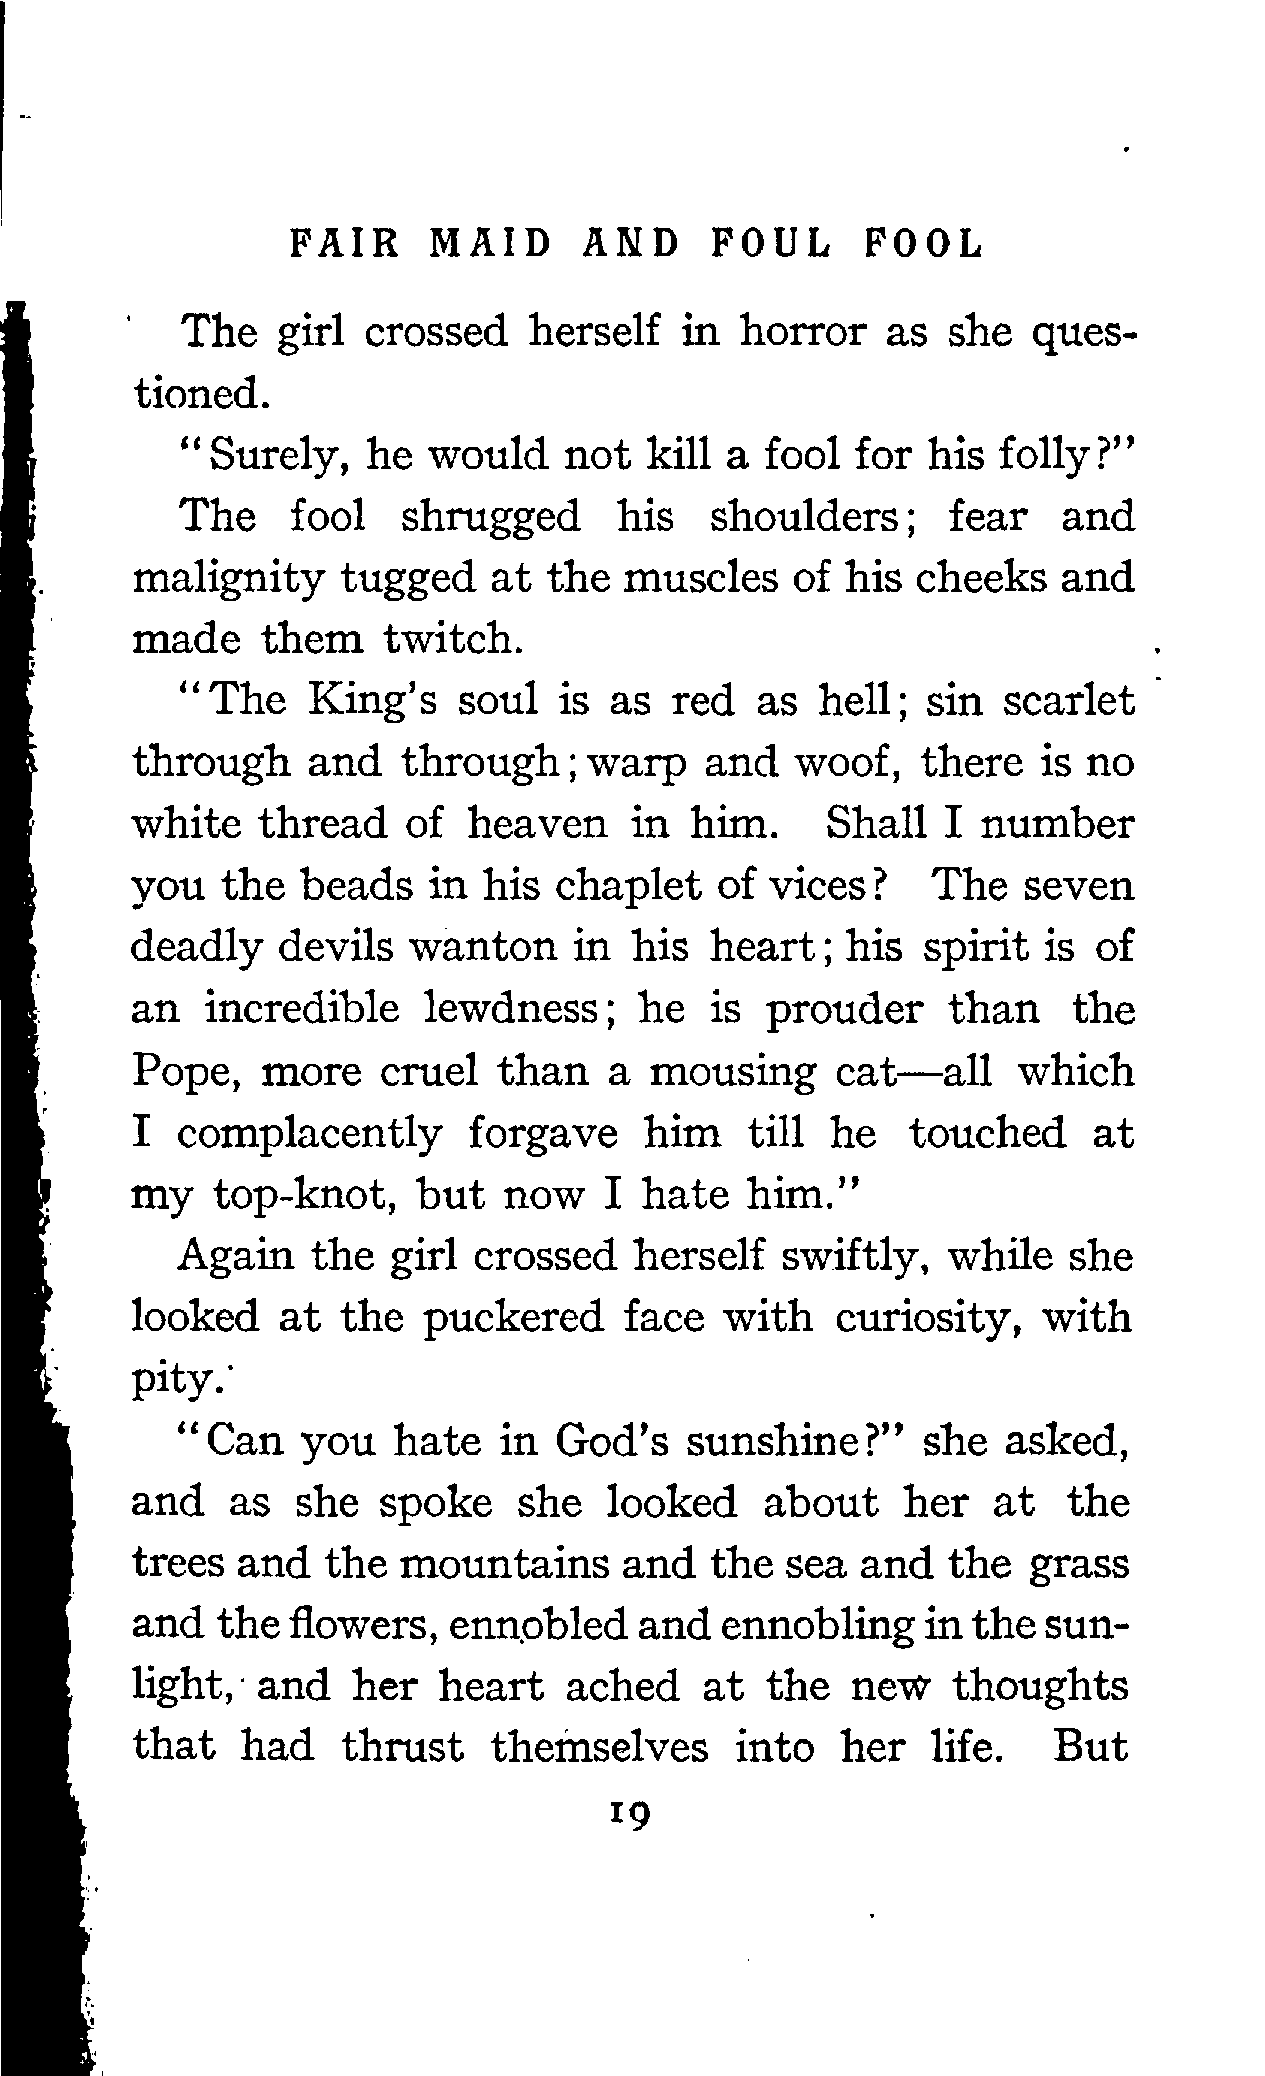 FAIR MAID AND FOUL FOOL
The girl crossed herself in horror as she ques-
tioned.
"Surely, he would not kill a fool for his folly?"
The fool shrugged his shoulders; fear and
malignity tugged at the muscles of his cheeks and
made them twitch.
"The King's soul is as red as hell; sin scarlet
through and through; warp and woof, there is no
white thread of heaven in him. Shall I number
you the beads in his chaplet of vices? The seven
deadly devils wanton in his heart; his spirit is of
an incredible lewdness; he is prouder than the
Pope, more cruel than a mousing cat—all which
I complacently forgave him till he touched at
my top-knot, but now I hate him."
Again the girl crossed herself swiftly, while she
looked at the puckered face with curiosity, with
pity.
"Can you hate in God's sunshine?" she asked,
and as she spoke she looked about her at the
trees and the mountains and the sea and the grass
and the flowers, ennobled and ennobling in the sun-
light, and her heart ached at the new thoughts
that had thrust themselves into her life. But
19